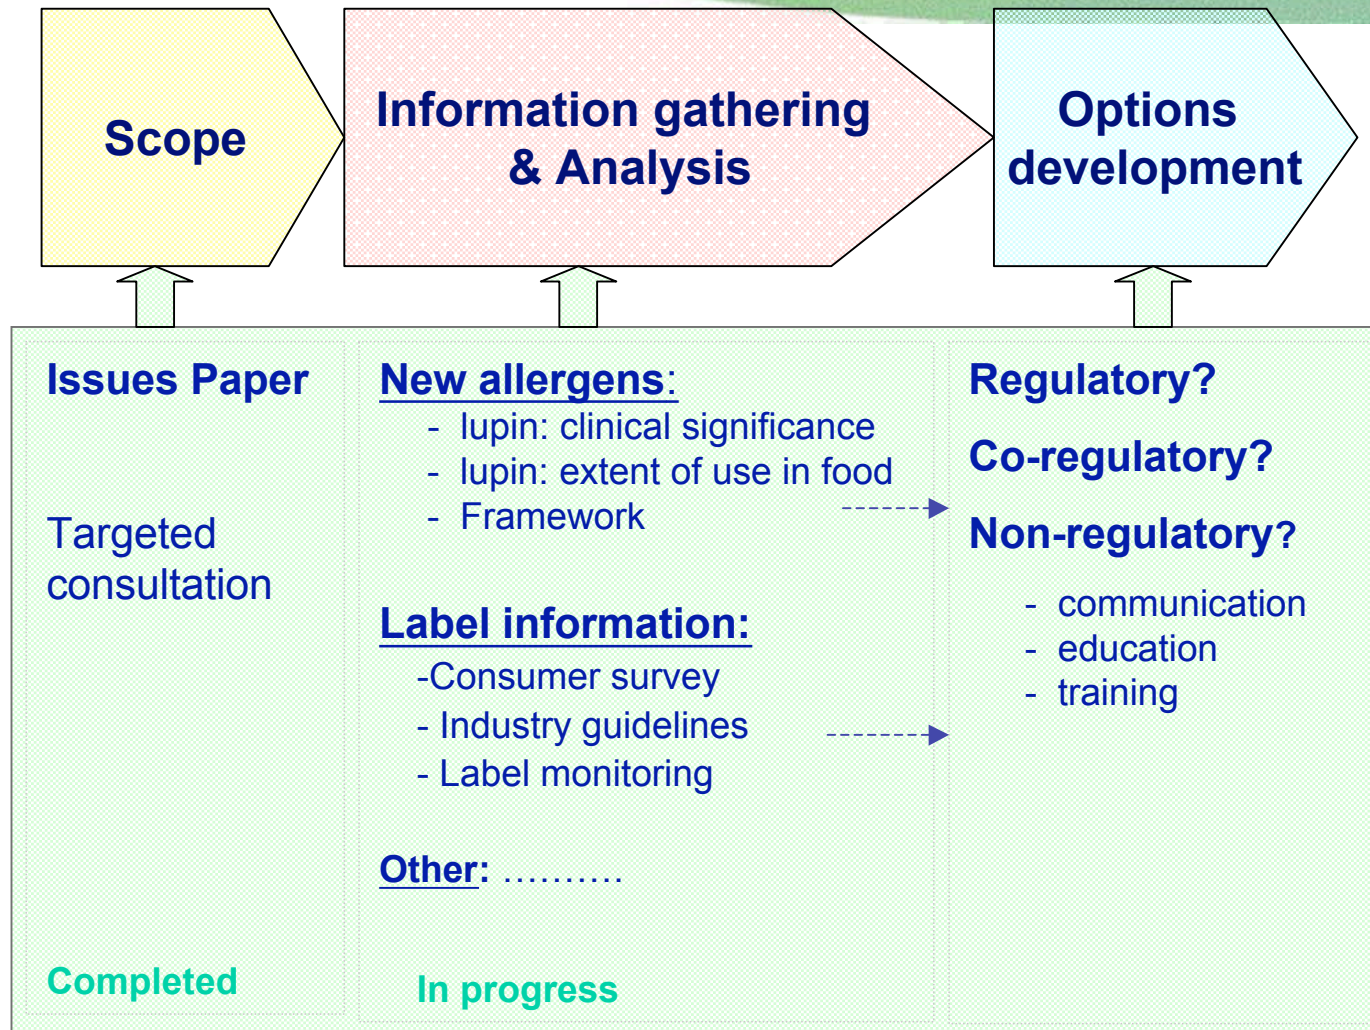 Scope
Information gathering
& Analysis
Options
development
Issues Paper
Targeted
consultation
Completed
New allergens:
- lupin: clinical significance
- lupin: extent of use in food
- Framework
Label information:
-Consumer survey
- Industry guidelines
- Label monitoring
Other: ..........
In progress
Regulatory?
Co-regulatory?
Non-regulatory?
- communication
- education
- training